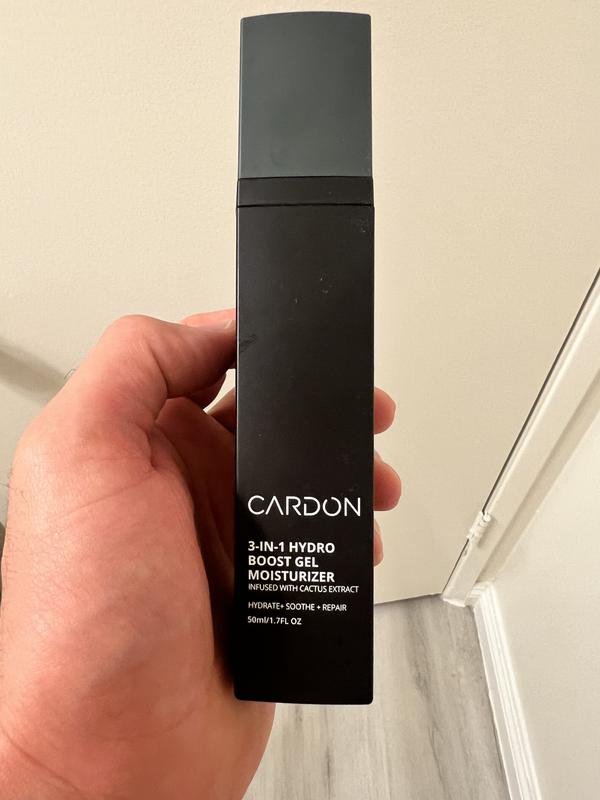 CARDON
3-IN-1 HYDRO
BOOST GEL
MOISTURIZER
INFUSED WITH CACTUS EXTRACT
HYDRATE+ SOOTHE + REPAIR
50ml/1.7FL OZ